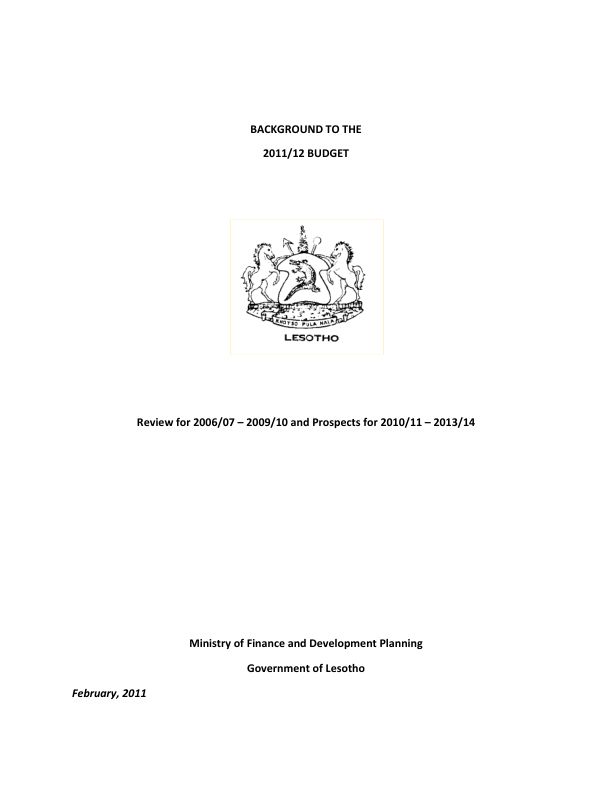 BACKGROUND TO THE
2011/12 BUDGET
KHOTSO PULA NALA
LESOTHO
Review for 2006/07 – 2009/10 and Prospects for 2010/11 – 2013/14
Ministry of Finance and Development Planning
Government of Lesotho
February, 2011